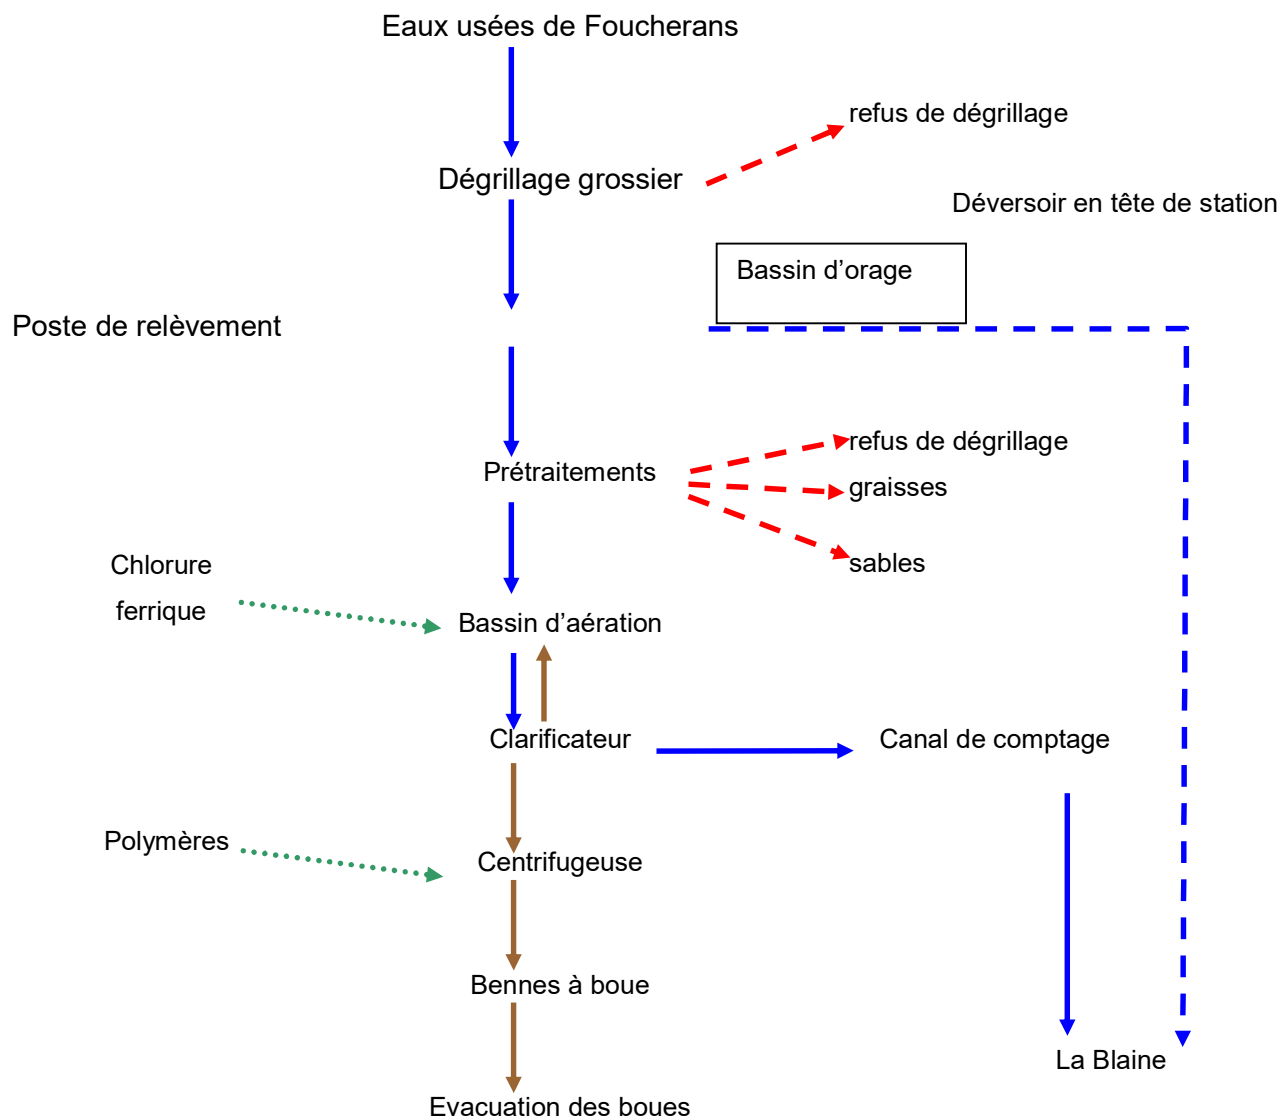 Eaux usées de Foucherans
refus de dégrillage
Dégrillage grossier
Déversoir en tête de station
Bassin d’orage
Poste de relèvement
refus de dégrillage
Prétraitements
graisses
sables
Chlorure
ferrique
Bassin d’aération
Clarificateur
Canal de comptage
Polymères
Centrifugeuse
Bennes à boue
La Blaine
Evacuation des boues